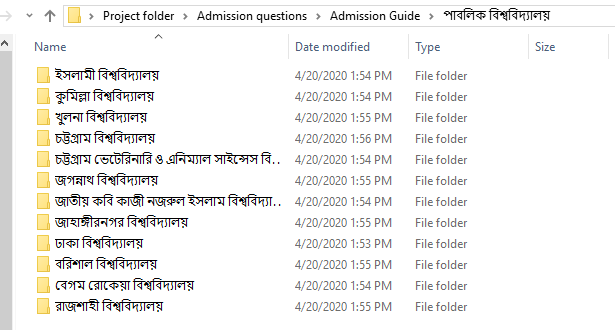 Project folder > Admission questions > Admission Guide > পাবলিক বিশ্ববিদ্যালয়
Name Date modified Type Size
ইসলামী বিশ্ববিদ্যালয় 4/20/2020 1:54 PM File folder
কুমিল্লা বিশ্ববিদ্যালয় 4/20/2020 1:54 PM File folder
খুলনা বিশ্ববিদ্যালয় 4/20/2020 1:55 PM File folder
চট্টগ্রাম বিশ্ববিদ্যালয় 4/20/2020 1:56 PM File folder
চট্টগ্রাম ভেটেরিনারি ও এনিম্যাল সাইন্সেস বি... 4/20/2020 1:54 PM File folder
জগন্নাথ বিশ্ববিদ্যালয় 4/20/2020 1:55 PM File folder
জাতীয় কবি কাজী নজরুল ইসলাম বিশ্ববিদ্যা... 4/20/2020 1:54 PM File folder
জাহাঙ্গীরনগর বিশ্ববিদ্যালয় 4/20/2020 1:55 PM File folder
ঢাকা বিশ্ববিদ্যালয় 4/20/2020 1:53 PM File folder
বরিশাল বিশ্ববিদ্যালয় 4/20/2020 1:55 PM File folder
বেগম রোকেয়া বিশ্ববিদ্যালয় 4/20/2020 1:54 PM File folder
রাজশাহী বিশ্ববিদ্যালয় 4/20/2020 1:55 PM File folder